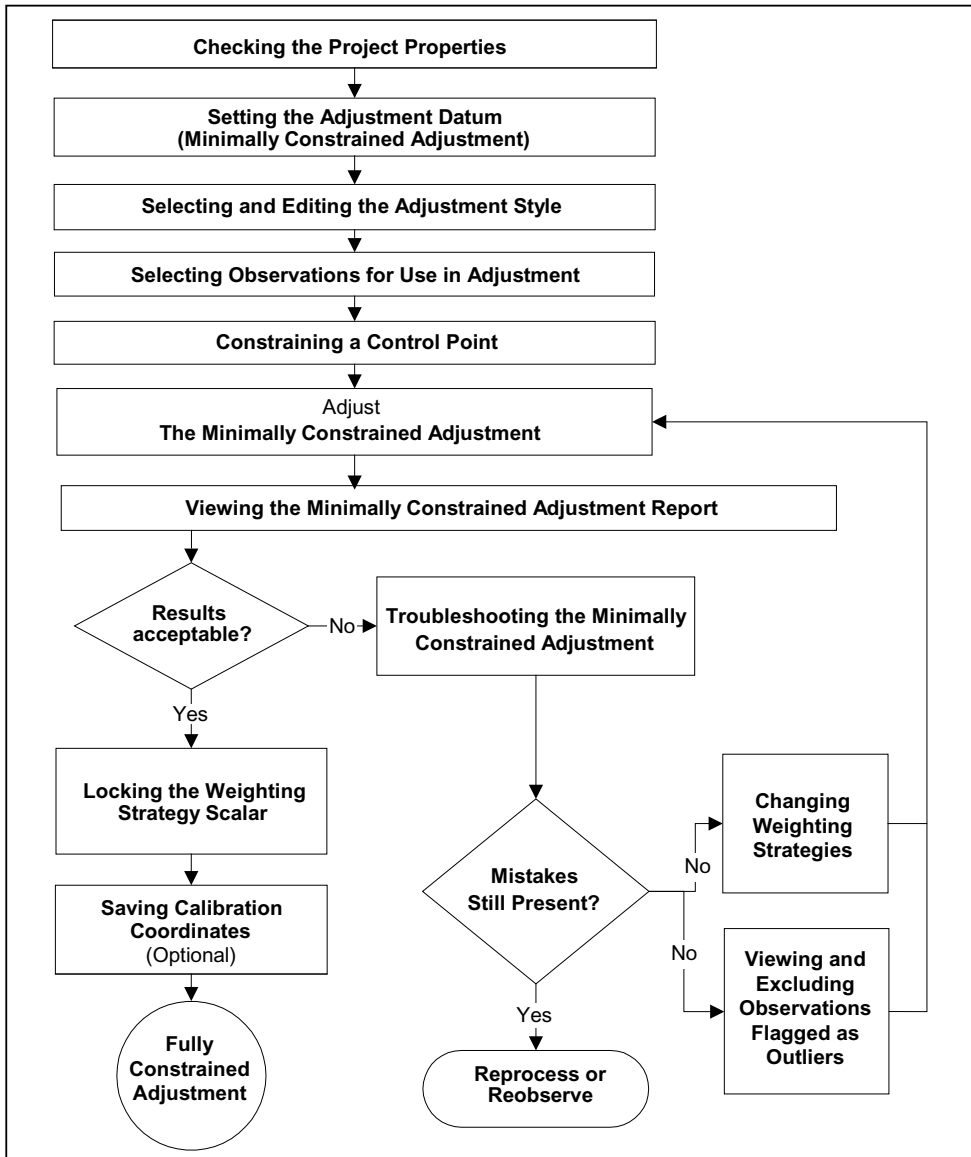 Checking the Project Properties
Setting the Adjustment Datum
(Minimally Constrained Adjustment)
Selecting and Editing the Adjustment Style
Selecting Observations for Use in Adjustment
Constraining a Control Point
Adjust
The Minimally Constrained Adjustment
Viewing the Minimally Constrained Adjustment Report
Results
acceptable?
No
Troubleshooting the Minimally
Constrained Adjustment
Yes
Locking the Weighting
Strategy Scalar
Saving Calibration
Coordinates
(Optional)
Fully
Constrained
Adjustment
Mistakes
Still Present?
No
Changing
Weighting
Strategies
No
Viewing and
Excluding
Observations
Flagged as
Outliers
Yes
Reprocess or
Reobserve